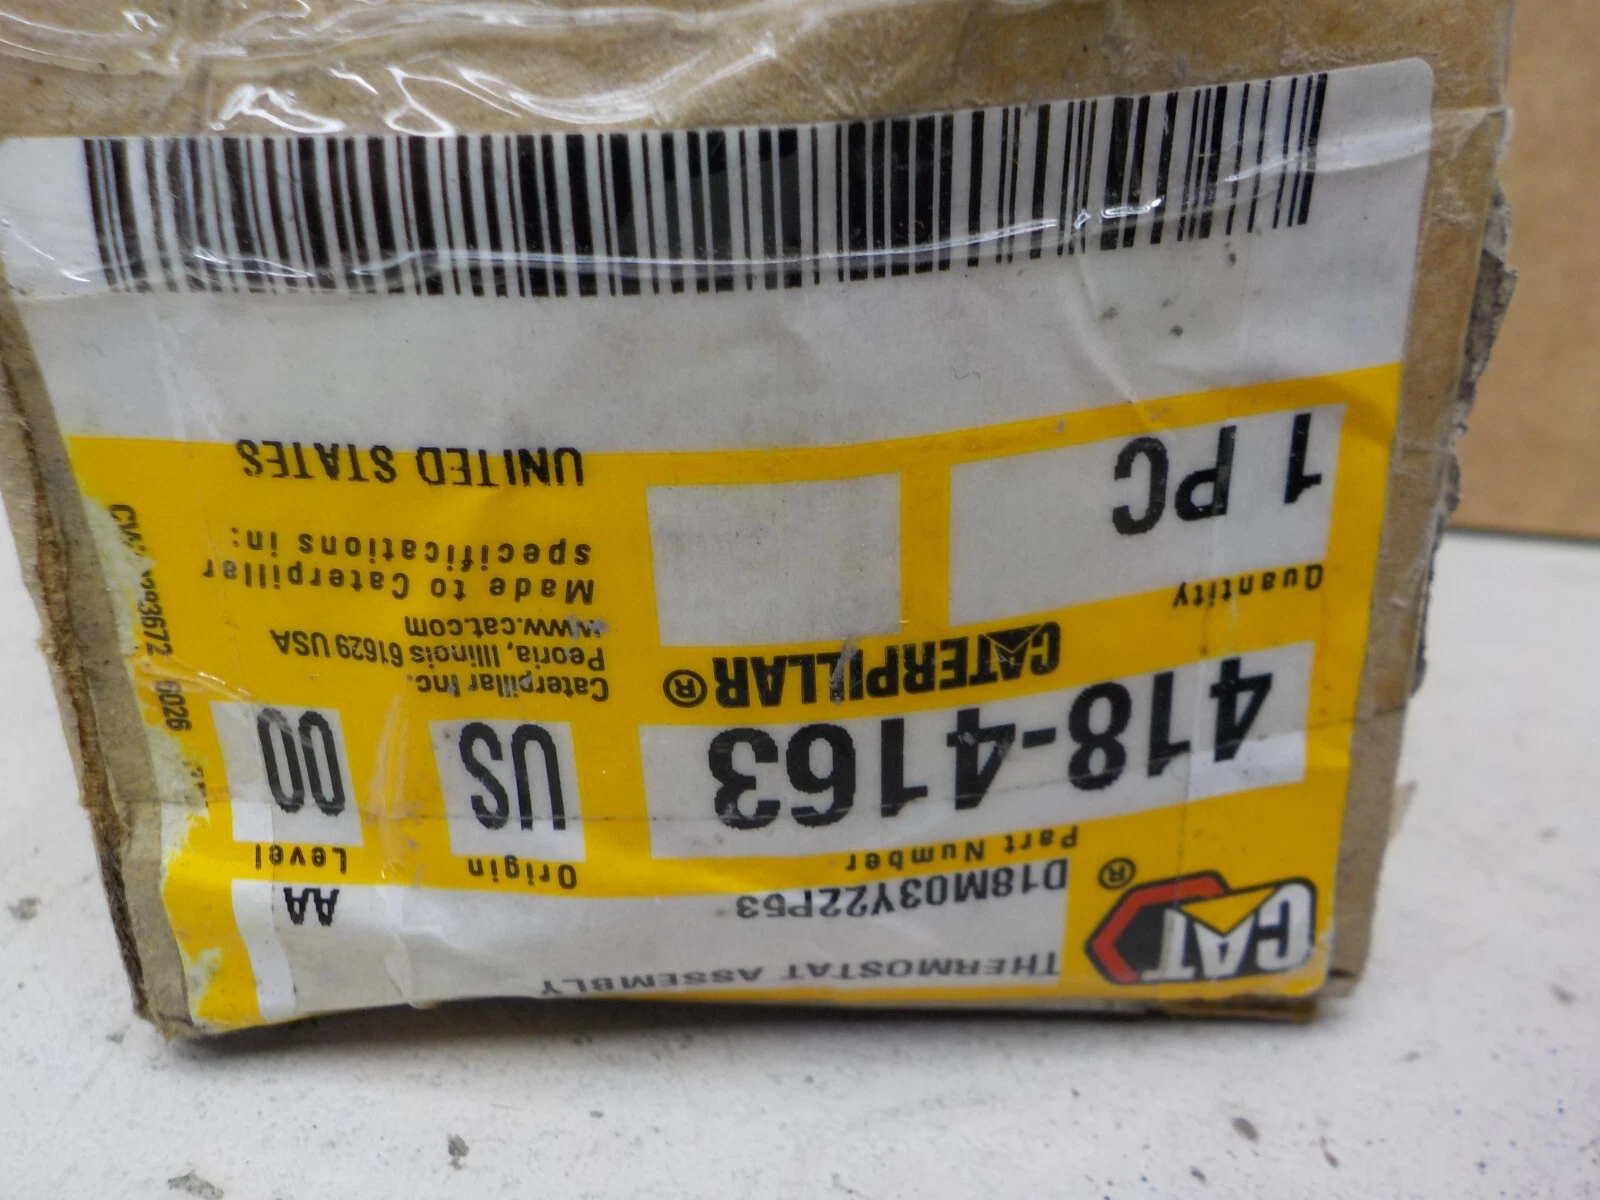 CAT ®
THERMOSTAT ASSEMBLY
D18M03Y22P53
AA
Part Number
418-4163
Origin
US
Level
00
CATERPILLAR®
Caterpillar Inc.
Peoria, Illinois 61629 USA
www.cat.com
Made to Caterpillar
specifications in:
UNITED STATES
Quantity
1 PC